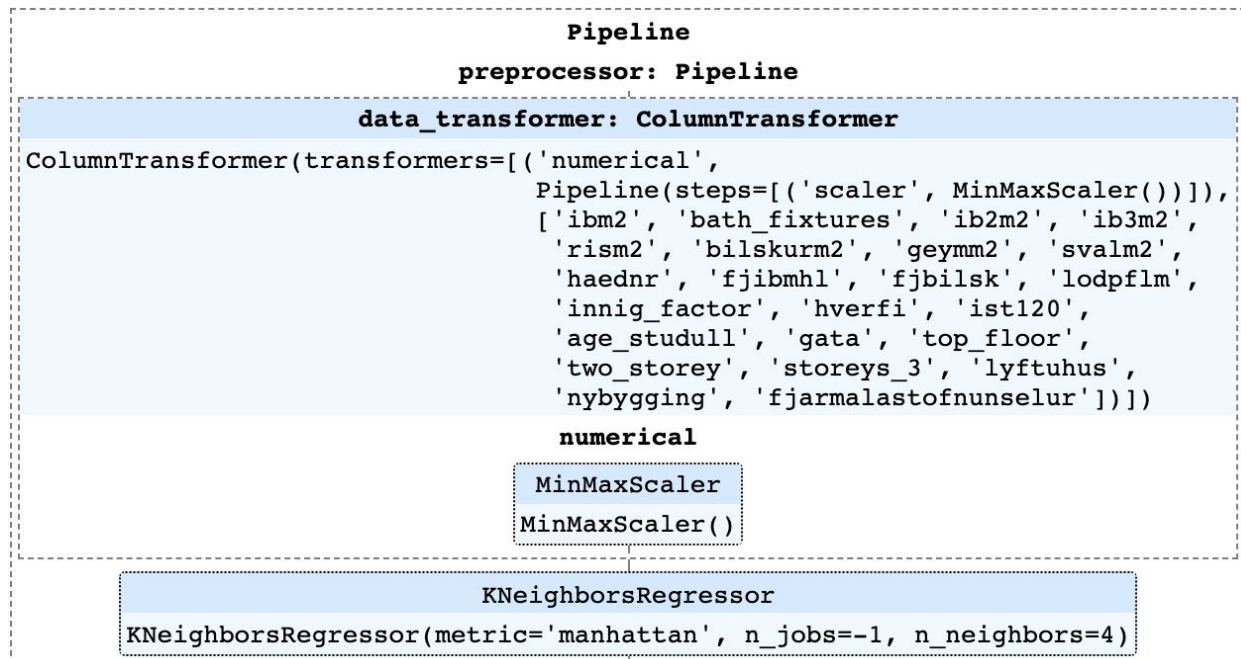 Pipeline
preprocessor: Pipeline
data_transformer: ColumnTransformer
ColumnTransformer(transformers=[('numerical',
Pipeline(steps=[('scaler', MinMaxScaler())]),
['ibm2', 'bath_fixtures', 'ib2m2', 'ib3m2',
'rism2', 'bilskurm2', 'geymm2', 'svalm2',
'haednr', 'fjibmhl', 'fjbilsk', 'lodpflm',
'innig_factor', 'hverfi', 'ist120',
'age_studull', 'gata', 'top_floor',
'two_storey', 'storeys_3', 'lyftuhus',
'nybygging', 'fjarmalastofnunselur'])])
numerical
MinMaxScaler
MinMaxScaler()
KNeighborsRegressor
KNeighborsRegressor(metric='manhattan', n_jobs=-1, n_neighbors=4)